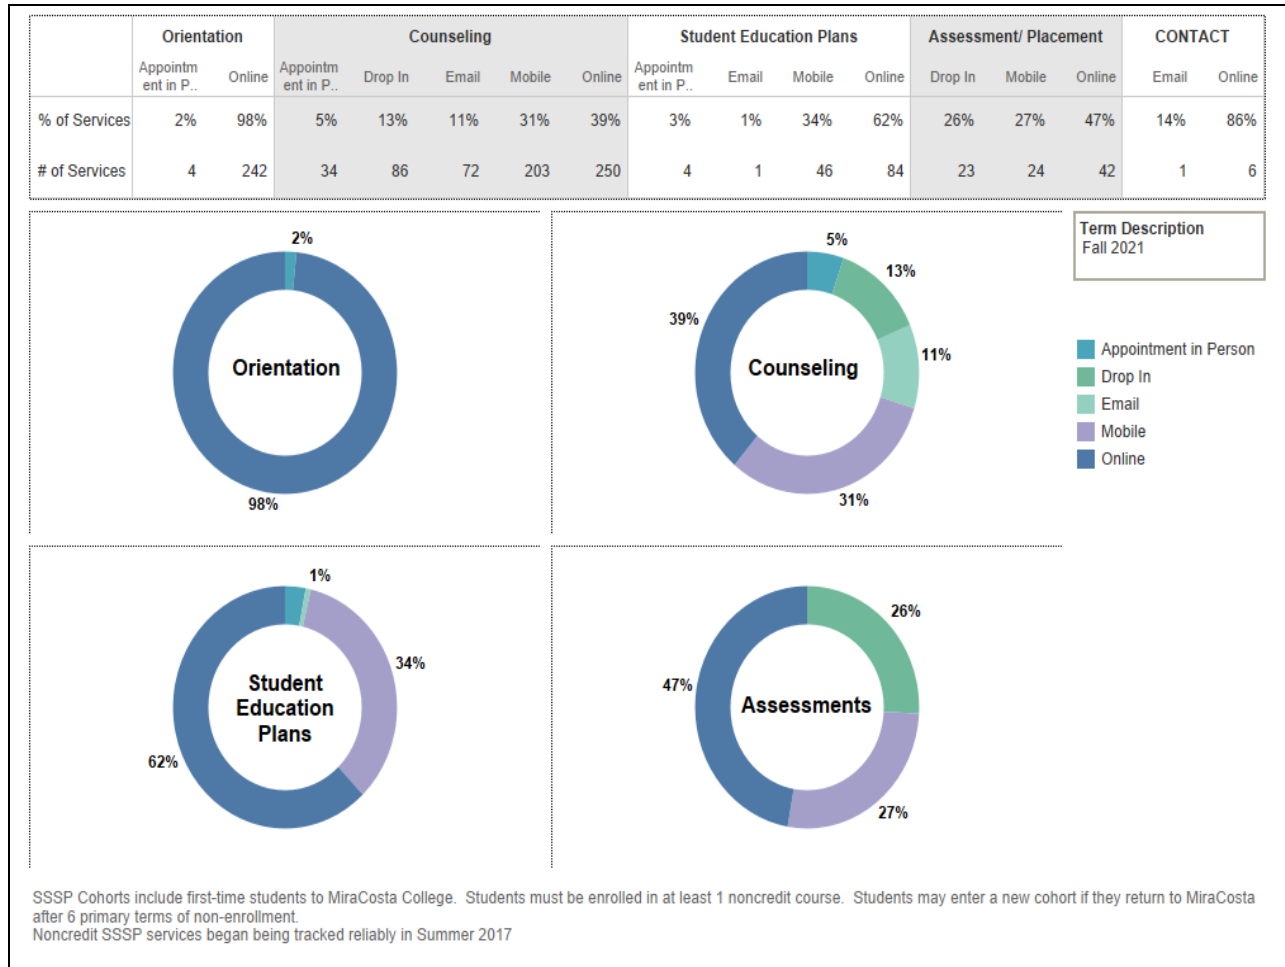 Orientation Counseling Student Education Plans Assessment/ Placement CONTACT
Appointm ent in P.. Online Appointm ent in P.. Drop In Email Mobile Online Appointm ent in P.. Email Mobile Online Drop In Mobile Online Email Online
% of Services 2% 98% 5% 13% 11% 31% 39% 3% 1% 34% 62% 26% 27% 47% 14% 86%
# of Services 4 242 34 86 72 203 250 4 1 46 84 23 24 42 1 6
2%
Orientation
98%
5%
13%
39%
11%
Counseling
31%
Term Description
Fall 2021
Appointment in Person
Drop In
Email
Mobile
Online
1%
34%
Student
Education
Plans
62%
26%
47%
Assessments
27%
SSSP Cohorts include first-time students to MiraCosta College. Students must be enrolled in at least 1 noncredit course. Students may enter a new cohort if they return to MiraCosta
after 6 primary terms of non-enrollment.
Noncredit SSSP services began being tracked reliably in Summer 2017